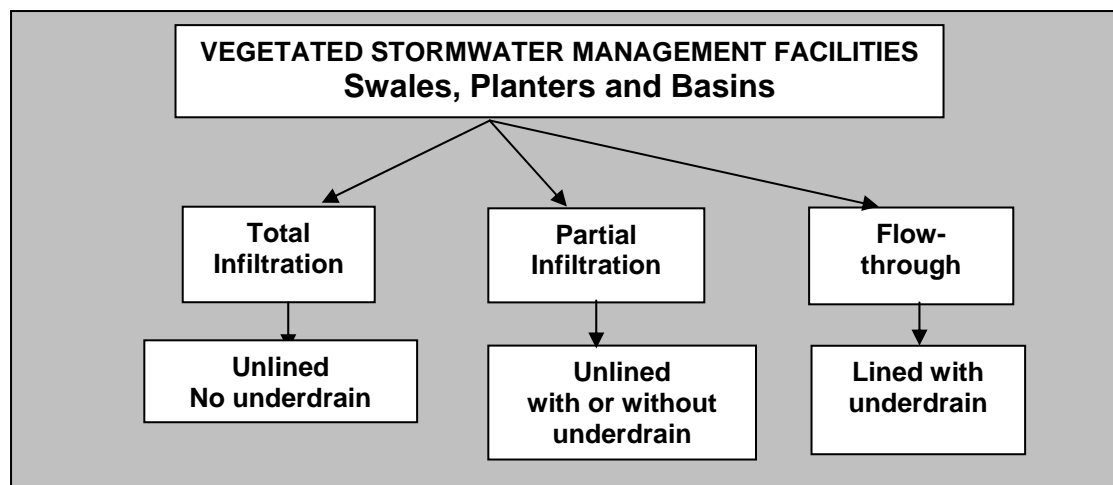 VEGETATED STORMWATER MANAGEMENT FACILITIES
Swales, Planters and Basins
Total
Infiltration
Partial
Infiltration
Flow-
through
Unlined
No underdrain
Unlined
with or without
underdrain
Lined with
underdrain